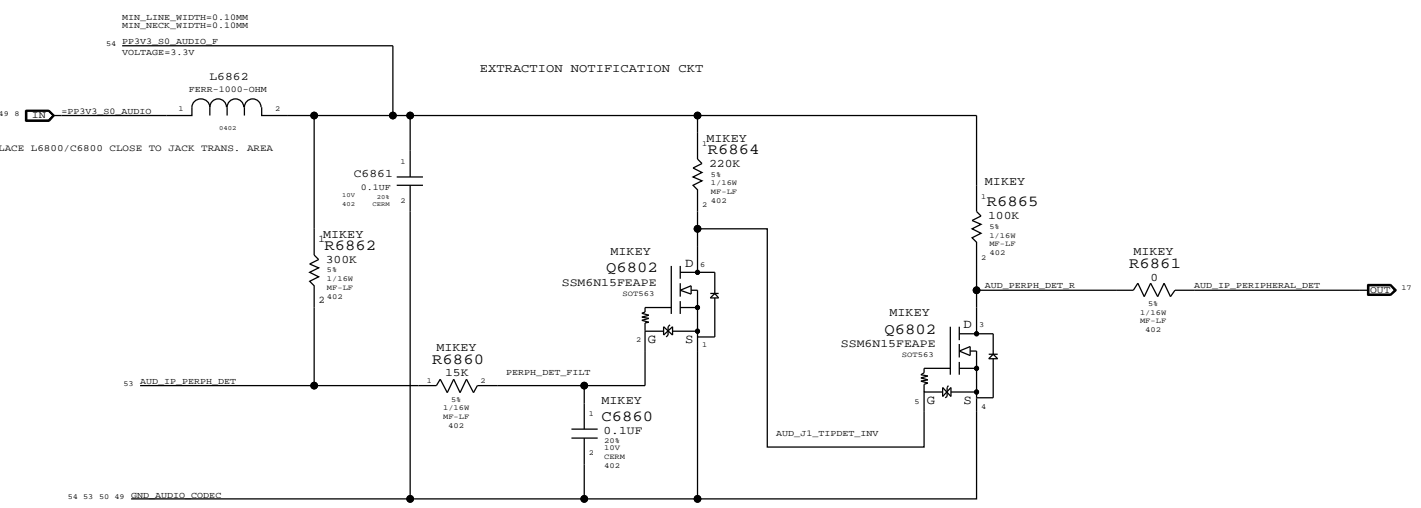 MIN_LINE_WIDTH=0.10MM
MIN_NECK_WIDTH=0.10MM
54 PP3V3_S0_AUDIO_F
VOLTAGE=3.3V
EXTRACTION NOTIFICATION CKT
L6862
FERR-1000-OHM
49 8 IN =PP3V3_S0_AUDIO 1 2
0402
LACE L6800/C6800 CLOSE TO JACK TRANS. AREA
1
C6861
0.1UF
10V 20%
402 CERM
2
MIKEY
1 R6864
220K
5%
1/16W
MF-LF
2 402
MIKEY
1 R6865
100K
5%
1/16W
MF-LF
2 402
MIKEY
1 R6862
300K
5%
1/16W
MF-LF
2 402
MIKEY
Q6802
SSM6N15FEAPE
SOT563
D 6
2 G S 1
MIKEY
R6861
0
AUD_PERPH_DET_R
AUD_IP_PERIPHERAL_DET
OUT 17
5%
1/16W
MF-LF
402
MIKEY
Q6802
SSM6N15FEAPE
SOT563
D 3
5 G S 4
MIKEY
R6860
15K
53 AUD_IP_PERPH_DET
1 2
PERPH_DET_FILT
5%
1/16W
MF-LF
402
MIKEY
1 C6860
0.1UF
20%
10V
2 CERM
402
AUD_J1_TIPDET_INV
54 53 50 49 GND_AUDIO_CODEC